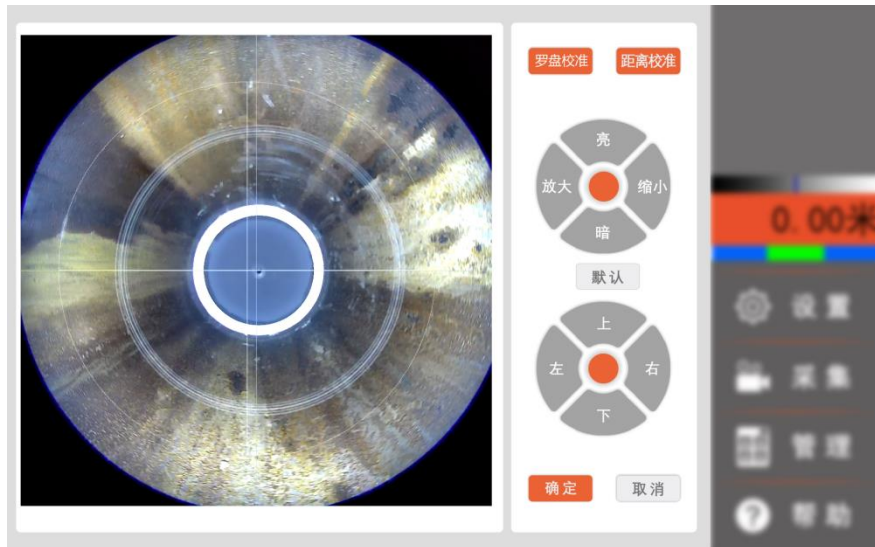 罗盘校准 距离校准
亮
放大 缩小
暗
默认
上
左 右
下
确定 取消
0.00米
设置
采集
管理
帮助